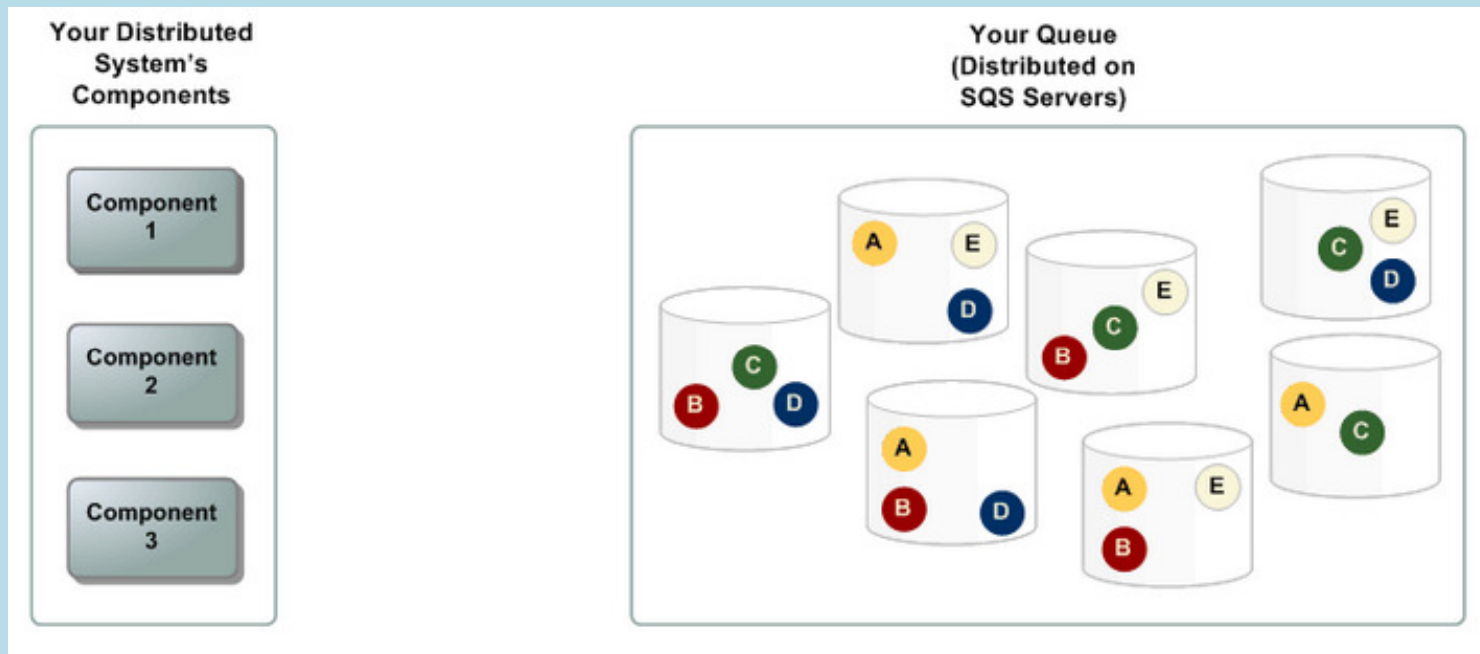 Your Distributed
System's
Components
Component
1
Component
2
Component
3
Your Queue
(Distributed on
SQS Servers)
B
C
D
A
E
D
B
C
E
C
E
D
A
B
D
A
E
B
A
C